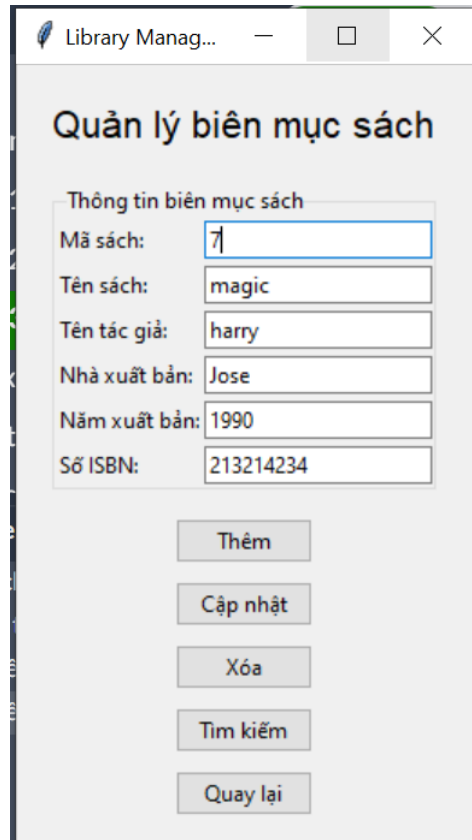 Library Manag...
Quản lý biên mục sách
Thông tin biên mục sách
Mã sách: 7
Tên sách: magic
Tên tác giả: harry
Nhà xuất bản: Jose
Năm xuất bản: 1990
Số ISBN: 213214234
Thêm
Cập nhật
Xóa
Tìm kiếm
Quay lại